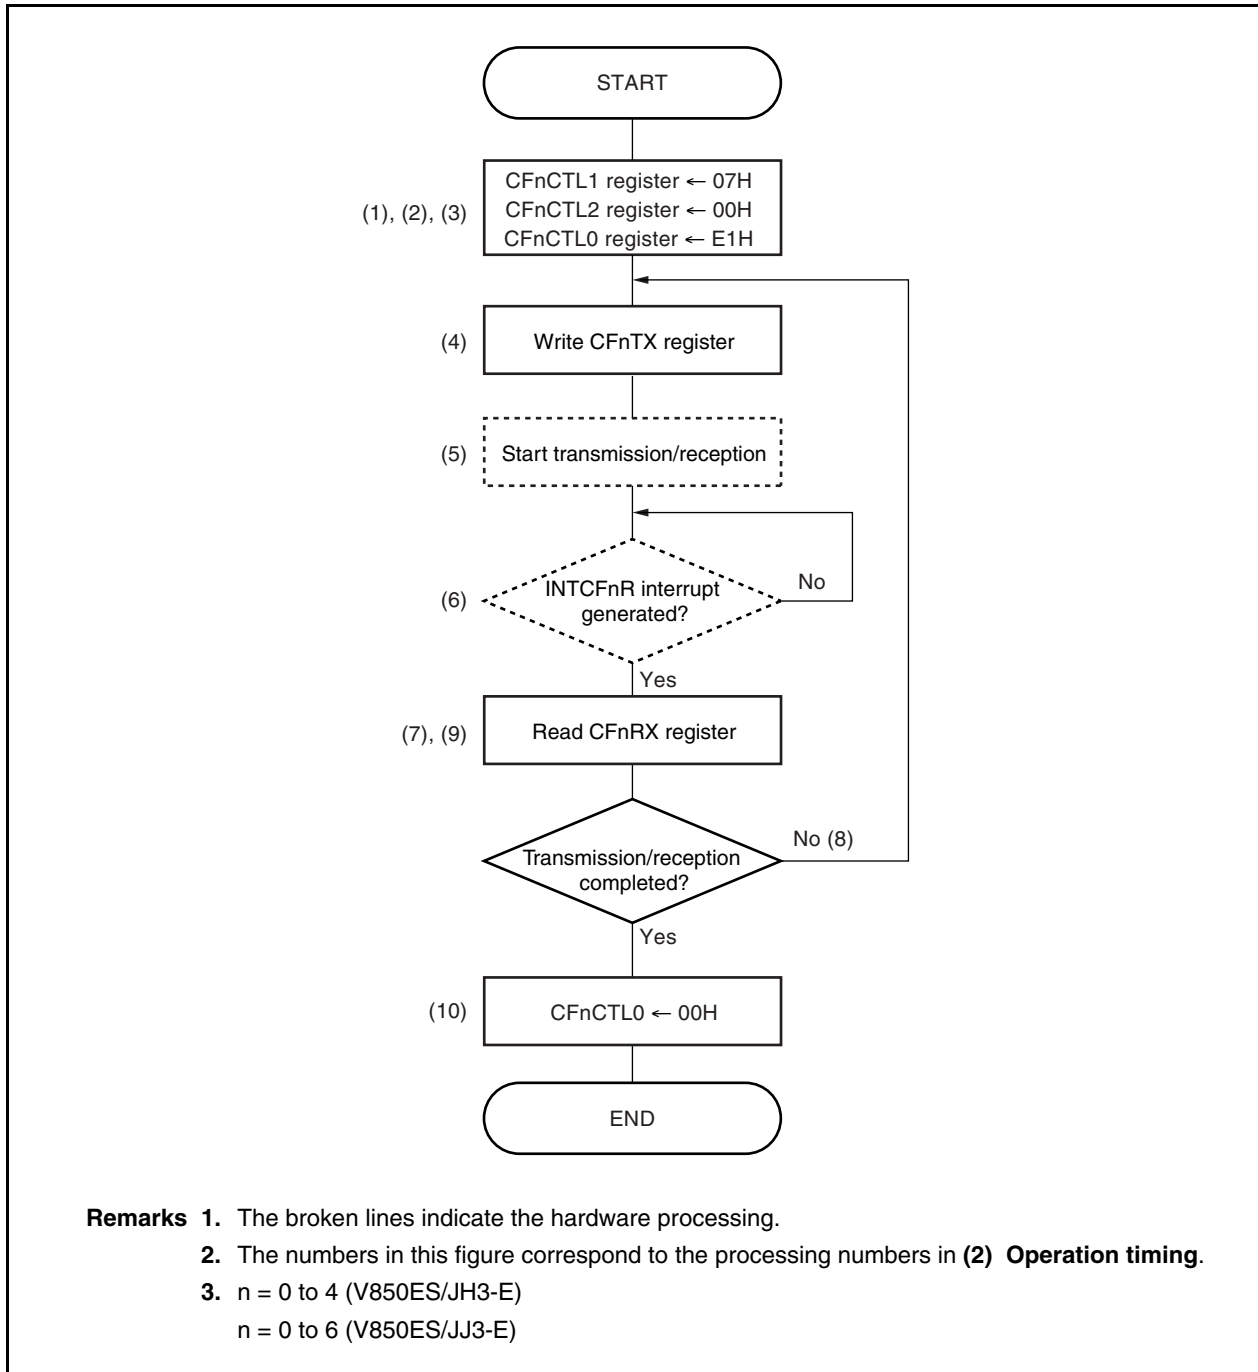 START
(1), (2), (3)
CFnCTL1 register ← 07H
CFnCTL2 register ← 00H
CFnCTL0 register ← E1H
(4)
Write CFnTX register
(5)
Start transmission/reception
(6)
INTCFnR interrupt
generated?
No
Yes
(7), (9)
Read CFnRX register
Transmission/reception
completed?
No (8)
Yes
(10)
CFnCTL0 ← 00H
END
Remarks 1. The broken lines indicate the hardware processing.
2. The numbers in this figure correspond to the processing numbers in (2) Operation timing.
3. n = 0 to 4 (V850ES/JH3-E)
n = 0 to 6 (V850ES/JJ3-E)